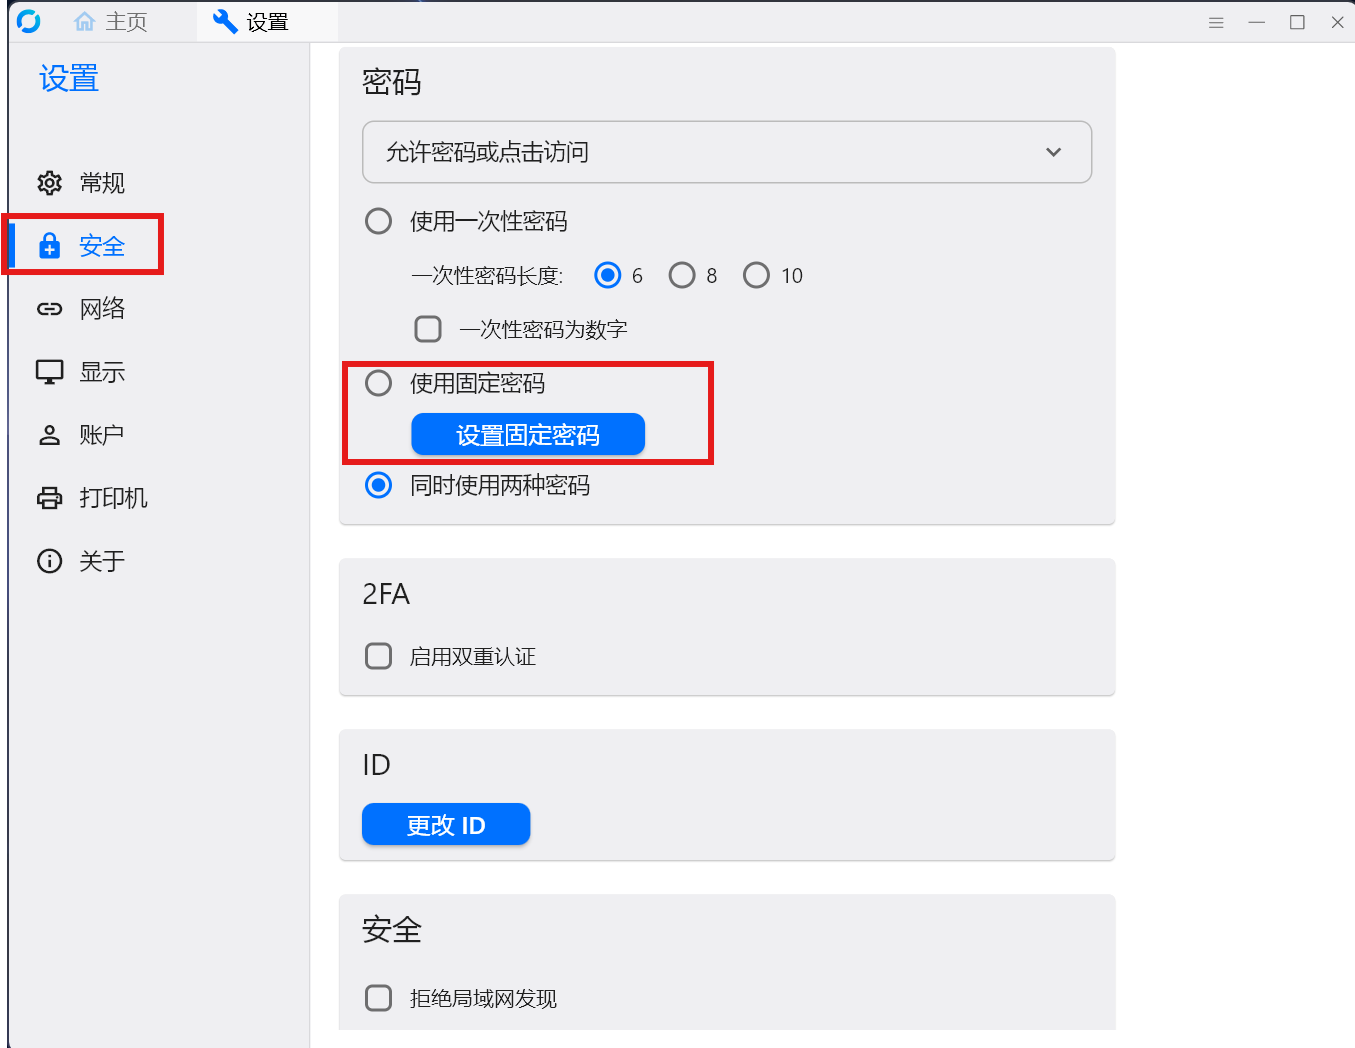 主页
设置
设置
常规
安全
网络
显示
账户
打印机
关于
密码
允许密码或点击访问
使用一次性密码
一次性密码长度: 6 8 10
一次性密码为数字
使用固定密码
设置固定密码
同时使用两种密码
2FA
启用双重认证
ID
更改 ID
安全
拒绝局域网发现